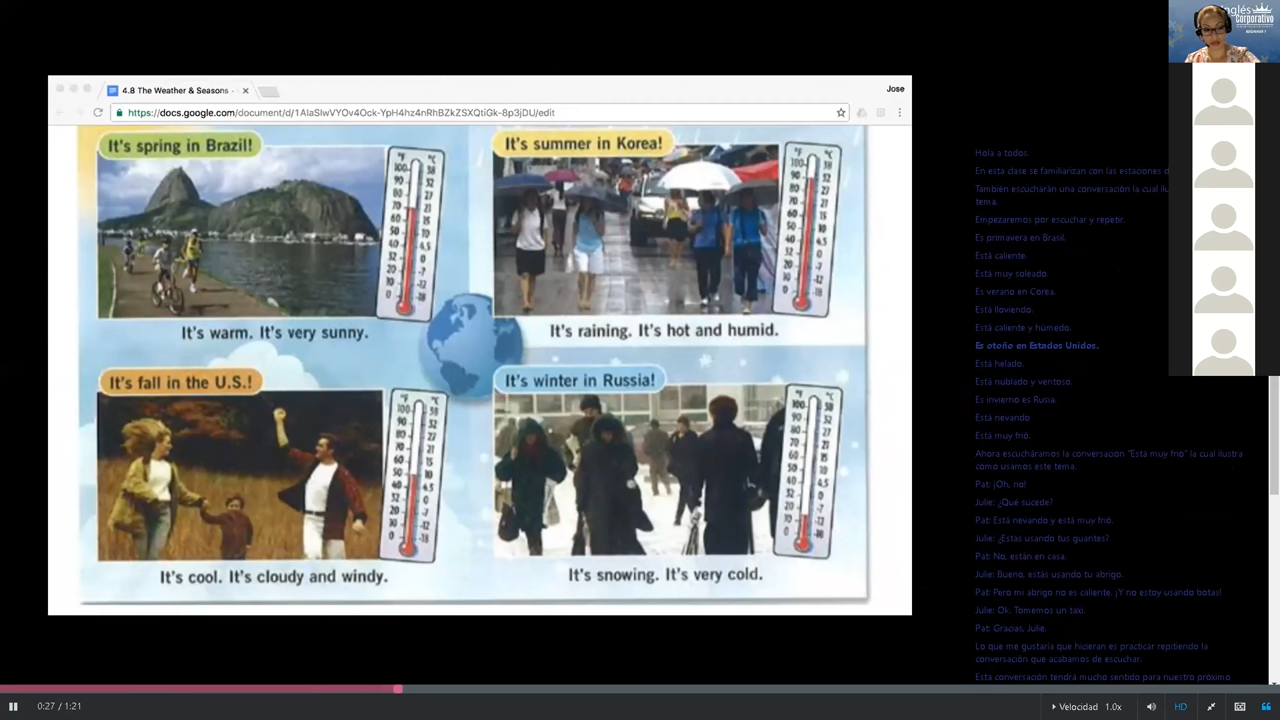 4.8 The Weather & Seasons -
Jose
https://docs.google.com/document/d/1AIaSIwVYOv4Ock-YpH4hz4nRhBZkZSXQtiGk-8p3jDU/edit
It's spring in Brazil!
It's warm. It's very sunny.
It's summer in Korea!
It's raining. It's hot and humid.
It's fall in the U.S.!
It's cool. It's cloudy and windy.
It's winter in Russia!
It's snowing. It's very cold.
Inglés
Corporativo
Hola a todos.
En esta clase se familiarizan con las estaciones d
También escucharán una conversación la cual ilu
tema.
Empezaremos por escuchar y repetir.
Es primavera en Brasil.
Está caliente.
Está muy soleado.
Es verano en Corea.
Está lloviendo.
Está caliente y húmedo.
Es otoño en Estados Unidos.
Está helado.
Está nublado y ventoso.
Es invierno es Rusia.
Está nevando
Está muy frió.
Ahora escucháramos la conversación "Está muy frió" la cual ilustra
como usamos este tema.
Pat: ¡Oh, no!
Julie: ¿Qué sucede?
Pat: Está nevando y está muy frió.
Julie: ¿Estas usando tus guantes?
Pat: No, están en casa.
Julie: Bueno, estás usando tu abrigo.
Pat: Pero mi abrigo no es caliente. ¡Y no estoy usando botas!
Julie: Ok. Tomemos un taxi.
Pat: Gracias, Julie.
Lo que me gustaría que hicieran es practicar repitiendo la
conversación que acabamos de escuchar.
Esta conversación tendrá mucho sentido para nuestro próximo
0:27 / 1:21
Velocidad 1.0x
HD